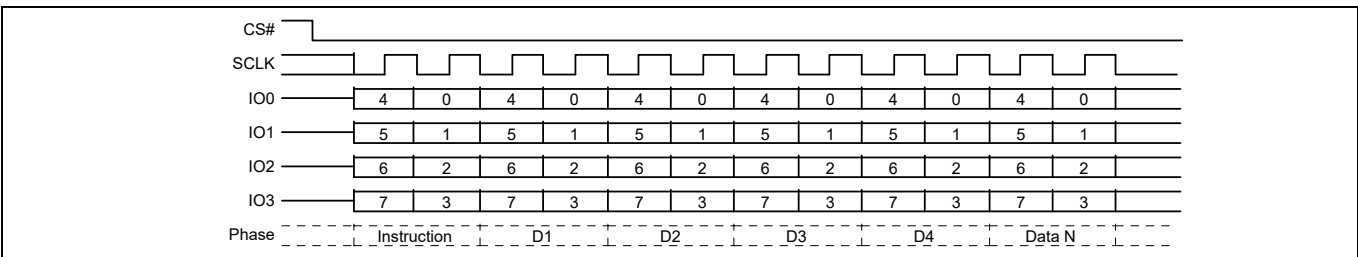 CS#
SCLK
IO0 4 0 4 0 4 0 4 0 4 0 4 0
IO1 5 1 5 1 5 1 5 1 5 1 5 1
IO2 6 2 6 2 6 2 6 2 6 2 6 2
IO3 7 3 7 3 7 3 7 3 7 3 7 3
Phase Instruction D1 D2 D3 D4 Data N